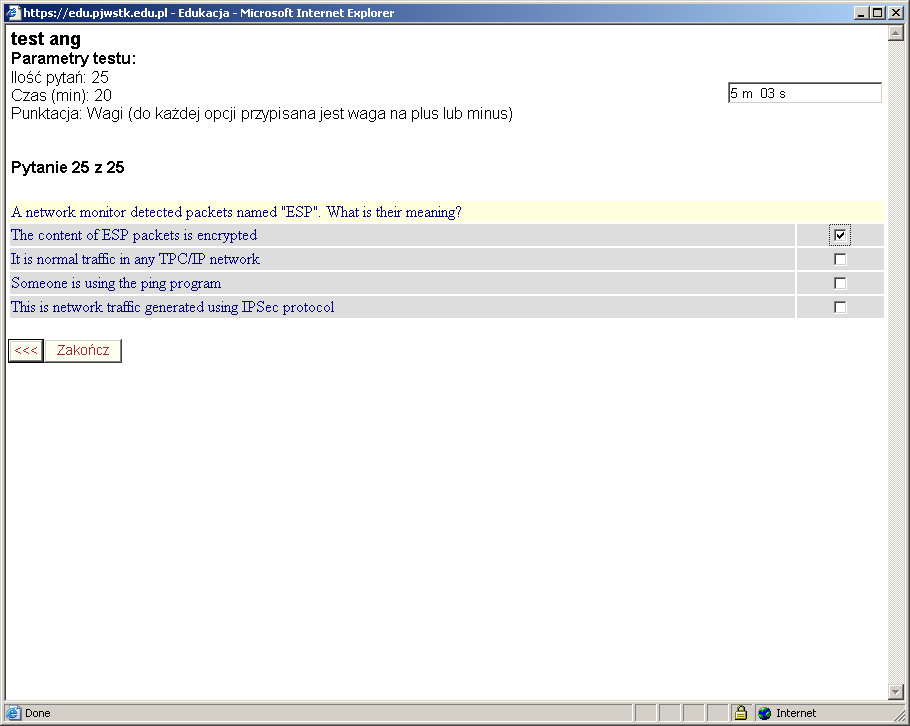 https://edu.pjwstk.edu.pl - Edukacja - Microsoft Internet Explorer
test ang
Parametry testu:
Ilość pytań: 25
Czas (min): 20
5 m 03 s
Punktacja: Wagi (do każdej opcji przypisana jest waga na plus lub minus)
Pytanie 25 z 25
A network monitor detected packets named "ESP". What is their meaning?
The content of ESP packets is encrypted
It is normal traffic in any TPC/IP network
Someone is using the ping program
This is network traffic generated using IPSec protocol
<<< Zakończ
Done Internet